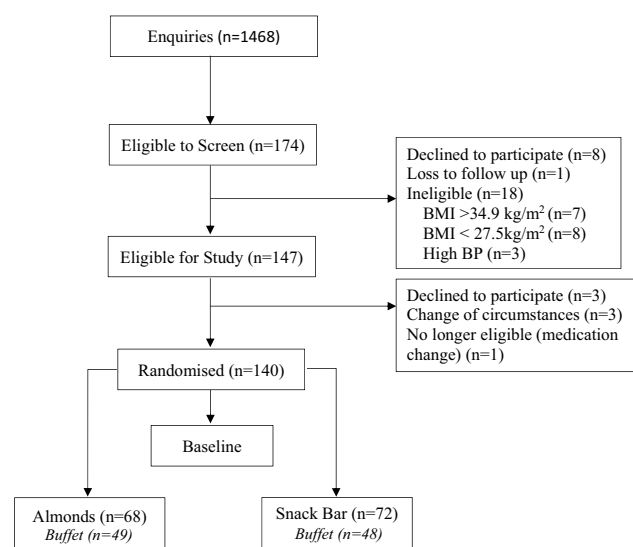 Enquiries (n=1468)
Eligible to Screen (n=174)
Declined to participate (n=8)
Loss to follow up (n=1)
Ineligible (n=18)
BMI >34.9 kg/m² (n=7)
BMI < 27.5kg/m² (n=8)
High BP (n=3)
Eligible for Study (n=147)
Declined to participate (n=3)
Change of circumstances (n=3)
No longer eligible (medication
change) (n=1)
Randomised (n=140)
Baseline
Almonds (n=68)
Buffet (n=49)
Snack Bar (n=72)
Buffet (n=48)